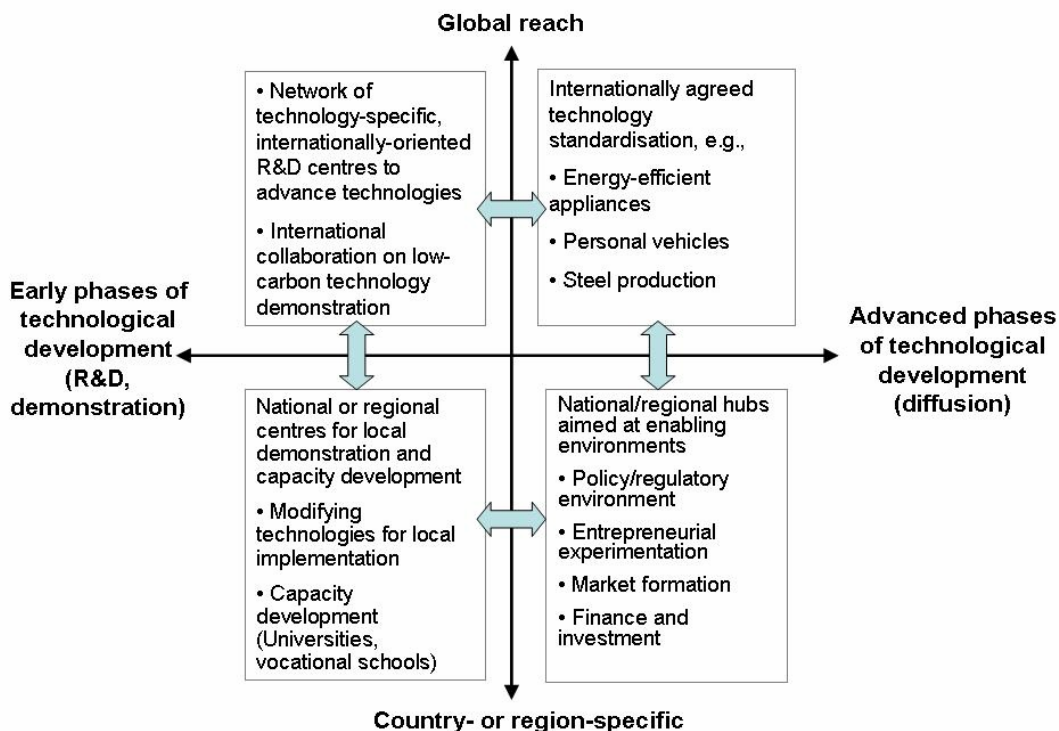 Global reach
• Network of
technology-specific,
internationally-oriented
R&D centres to
advance technologies
• International
collaboration on low-
carbon technology
demonstration
Internationally agreed
technology
standardisation, e.g.,
• Energy-efficient
appliances
• Personal vehicles
• Steel production
Early phases of
technological
development
(R&D,
demonstration)
Advanced phases
of technological
development
(diffusion)
National or regional
centres for local
demonstration and
capacity development
• Modifying
technologies for local
implementation
• Capacity
development
(Universities,
vocational schools)
National/regional hubs
aimed at enabling
environments
• Policy/regulatory
environment
• Entrepreneurial
experimentation
• Market formation
• Finance and
investment
Country- or region-specific